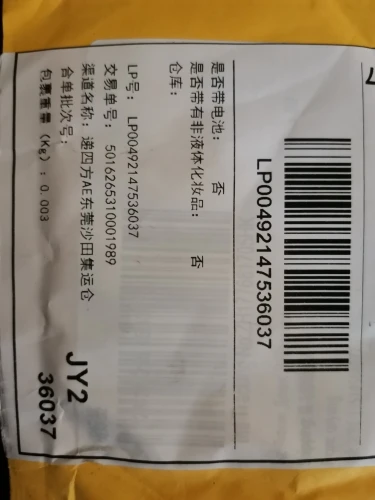 LP00492147536037
是否带电池： 否
是否带有非液体化妆品： 否
仓库：
LP号： LP00492147536037
交易单号： 5016265310001989
渠道名称： 递四方AE东莞沙田集运仓
合单批次号：
包裹重量（Kg）: 0.003
JY2
36037